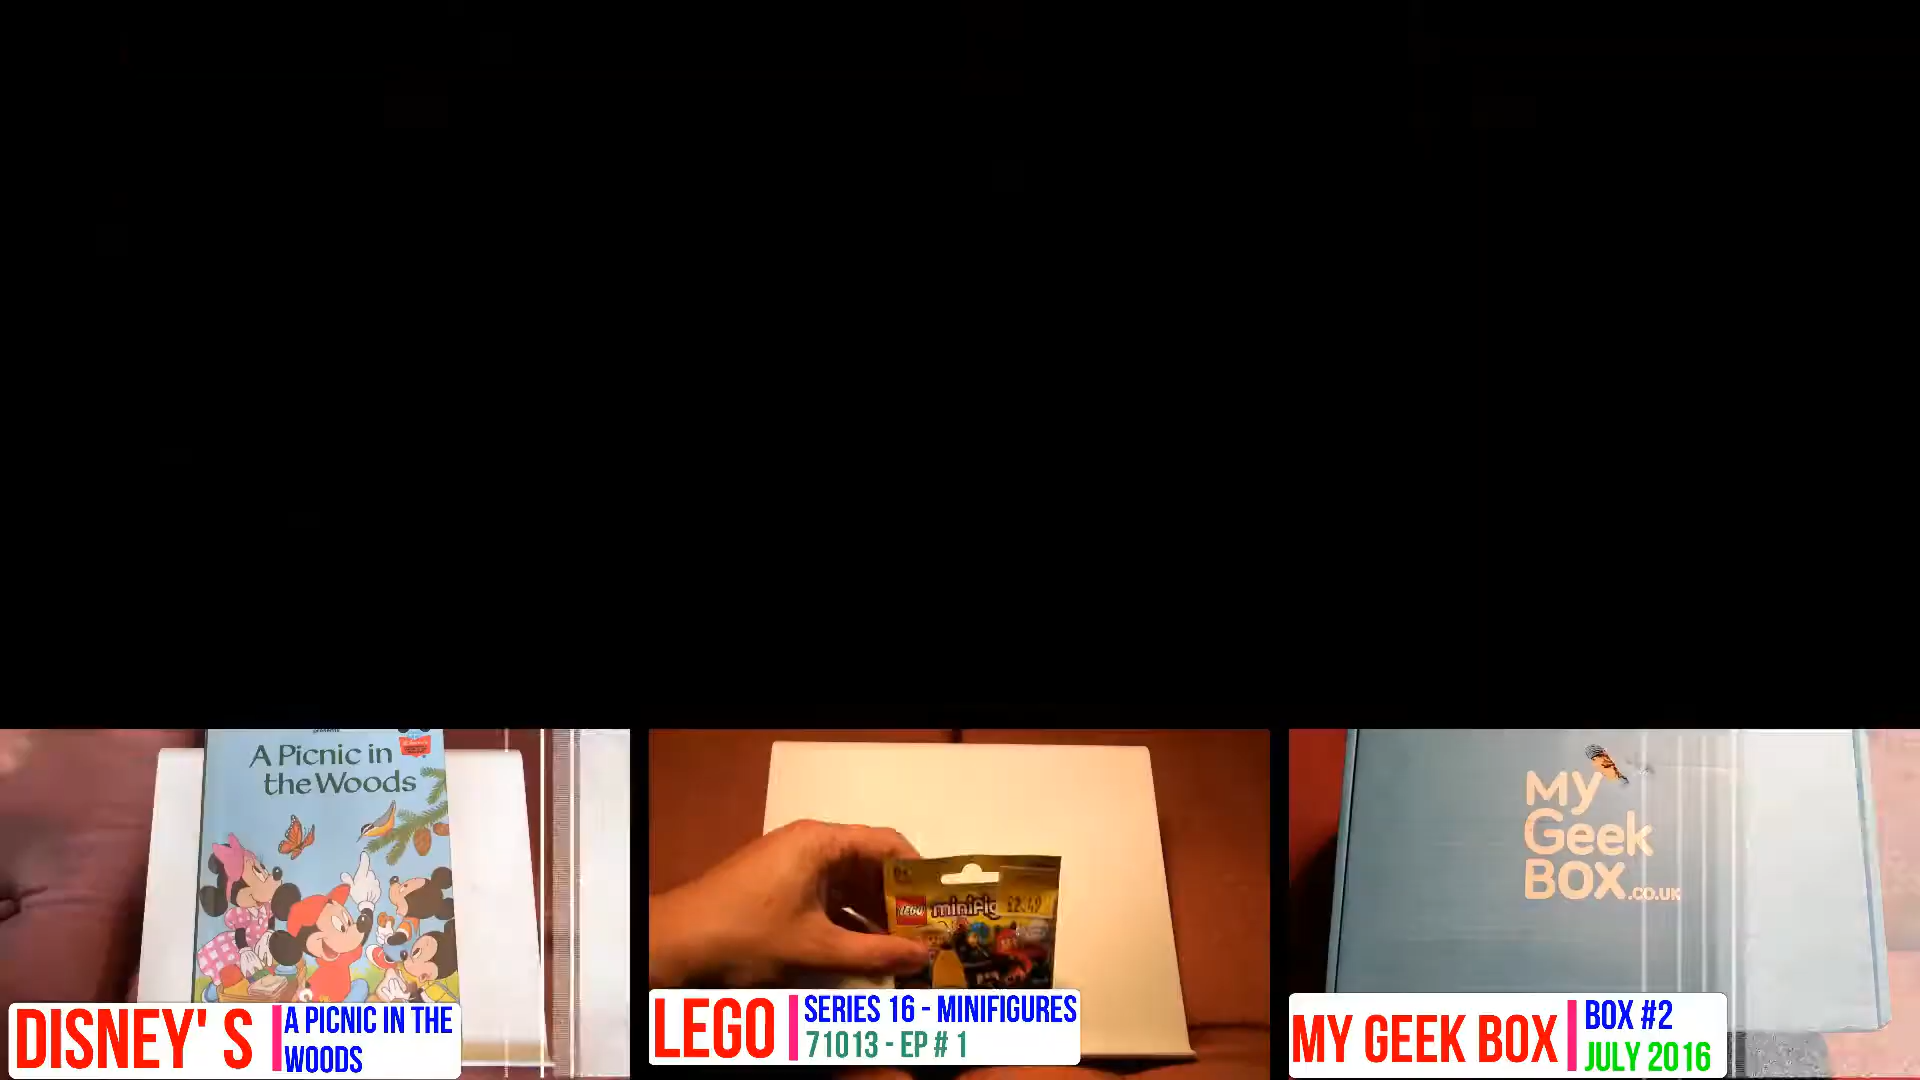 A Picnic in
the Woods
DISNEY' S
A PICNIC IN THE
WOODS
LEGO
minifig
£2.49
LEGO
SERIES 16 - MINIFIGURES
71013 - EP # 1
My
Geek
BOX.CO.UK
MY GEEK BOX
BOX #2
JULY 2016